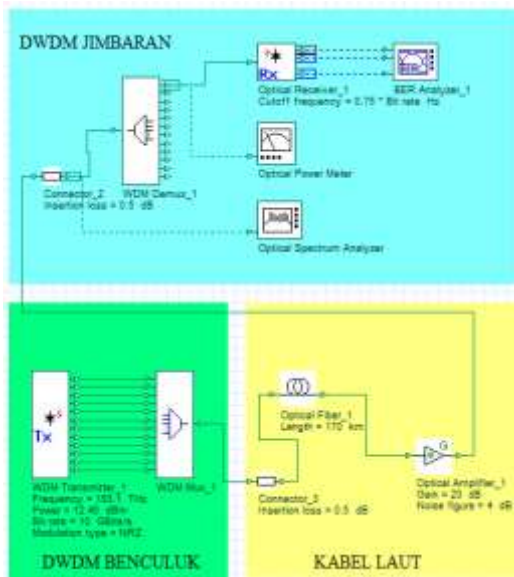 DWDM JIMBARAN
Optical Receiver_1
Cutoff frequency = 0.75 * Bit rate Hz
BER Analyzer_1
Rx
BER
Optical Power Meter
Connector_2
Insertion loss = 0.5 dB
WDM Demux_1
Optical Spectrum Analyzer
Tx
WDM Transmitter_1
Frequency = 193.1 THz
Bit rate = 10 GBits/s
Modulation type = NRZ
WDM Mux_1
DWDM BENCULUK
Optical Fiber_1
Length = 170 km
Connector_3
Insertion loss = 0.5 dB
G
Optical Amplifier_1
Gain = 20 dB
Noise figure = 4 dB
KABEL LAUT